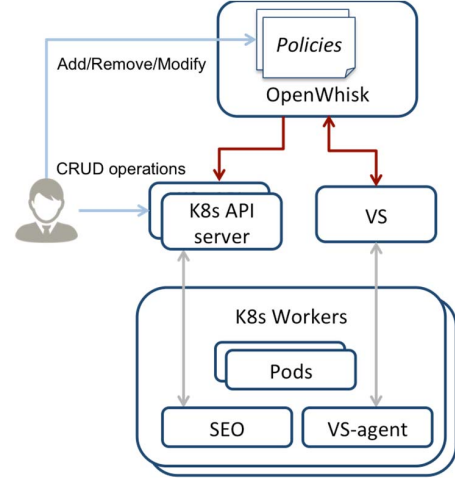 Policies
Add/Remove/Modify
OpenWhisk
CRUD operations
K8s API
server
VS
K8s Workers
Pods
SEO
VS-agent